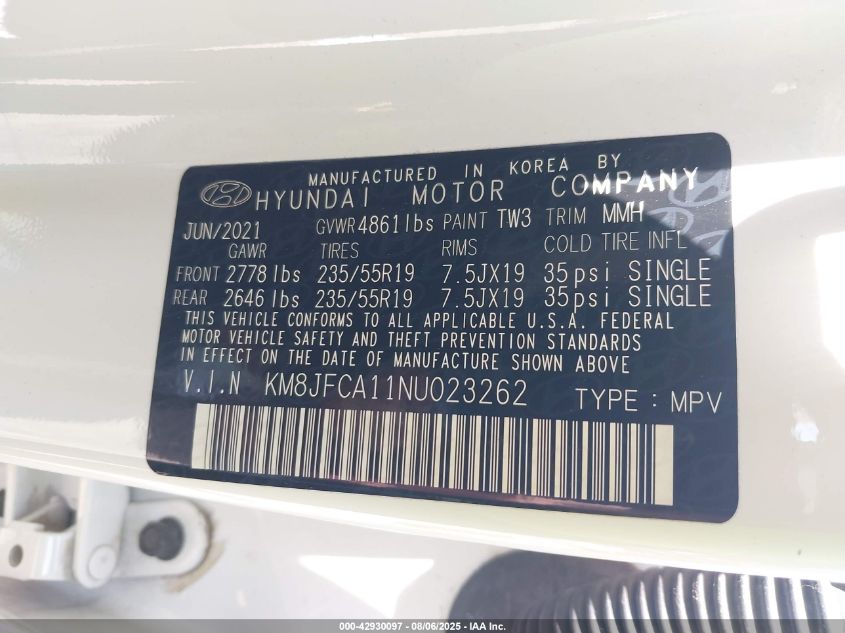 MANUFACTURED IN KOREA BY
HYUNDAI MOTOR COMPANY
JUN/2021 GVWR 4861lbs PAINT TW3 TRIM MMH
GAWR TIRES RIMS COLD TIRE INFL
FRONT 2778lbs 235/55R19 7.5JX19 35psi SINGLE
REAR 2646lbs 235/55R19 7.5JX19 35psi SINGLE
THIS VEHICLE CONFORMS TO ALL APPLICABLE U.S.A. FEDERAL
MOTOR VEHICLE SAFETY AND THEFT PREVENTION STANDARDS
IN EFFECT ON THE DATE OF MANUFACTURE SHOWN ABOVE
V.I.N KM8JFCA11NU023262 TYPE : MPV
000-42930097 - 08/06/2025 - IAA Inc.